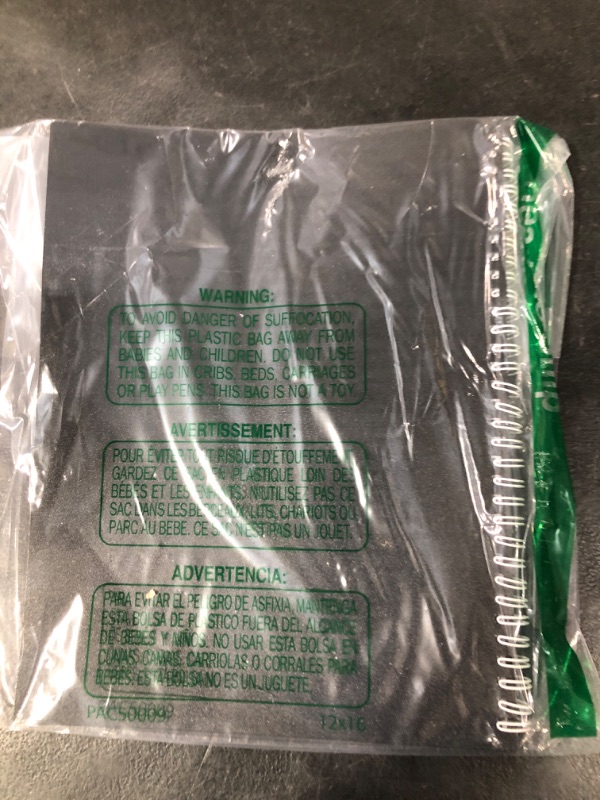 WARNING:
TO AVOID DANGER OF SUFFOCATION,
KEEP THIS PLASTIC BAG AWAY FROM
BABIES AND CHILDREN. DO NOT USE
THIS BAG IN CRIBS, BEDS, CARRIAGES
OR PLAY PENS. THIS BAG IS NOT A TOY.
AVERTISSEMENT:
POUR ÉVITER TOUT RISQUE D'ÉTOUFFEMENT
GARDEZ CE SAC EN PLASTIQUE LOIN DES
BÉBÉS ET LES ENFANTS. N'UTILISEZ PAS CE
SAC DANS LES BERCEAUX, LITS, CHARIOTS OU
PARC AU BEBE. CE SAC N'EST PAS UN JOUET.
ADVERTENCIA:
PARA EVITAR EL PELIGRO DE ASFIXIA, MANTENGA
ESTA BOLSA DE PLASTICO FUERA DEL ALCANCE
DE BEBES Y NIÑOS. NO USAR ESTA BOLSA EN
CUNAS, CAMAS, CARRIOLAS O CORRALES PARA
BEBES. ESTA BOLSA NO ES UN JUGUETE.
PAC500099
12x16